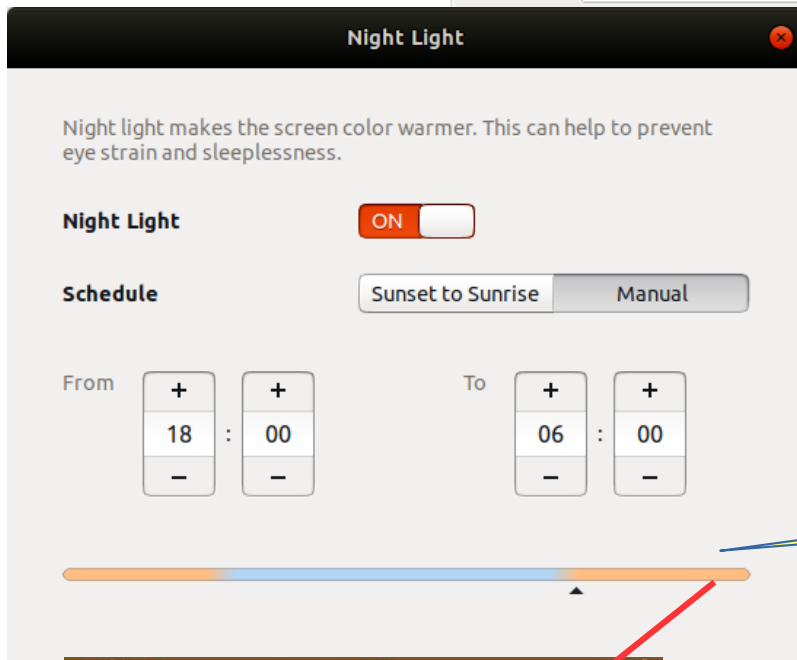 Night Light
Night light makes the screen color warmer. This can help to prevent
eye strain and sleeplessness.
Night Light ON
Schedule Sunset to Sunrise Manual
From + + To + +
18 : 00 06 : 00
− − − −